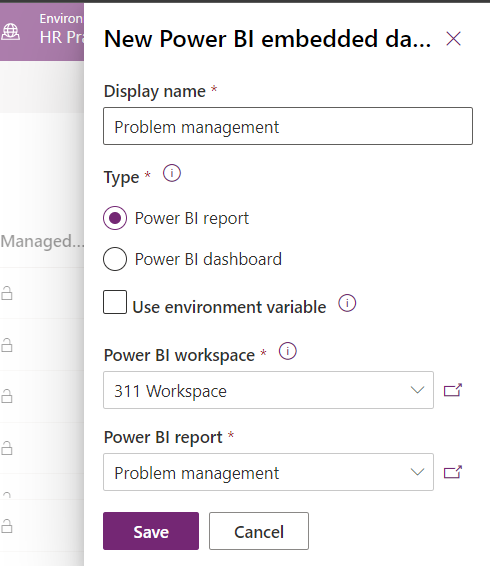 Environ
HR Pra
New Power BI embedded da...
Display name *
Problem management
Type *
Power BI report
Power BI dashboard
Managed...
Use environment variable
Power BI workspace *
311 Workspace
Power BI report *
Problem management
Save
Cancel